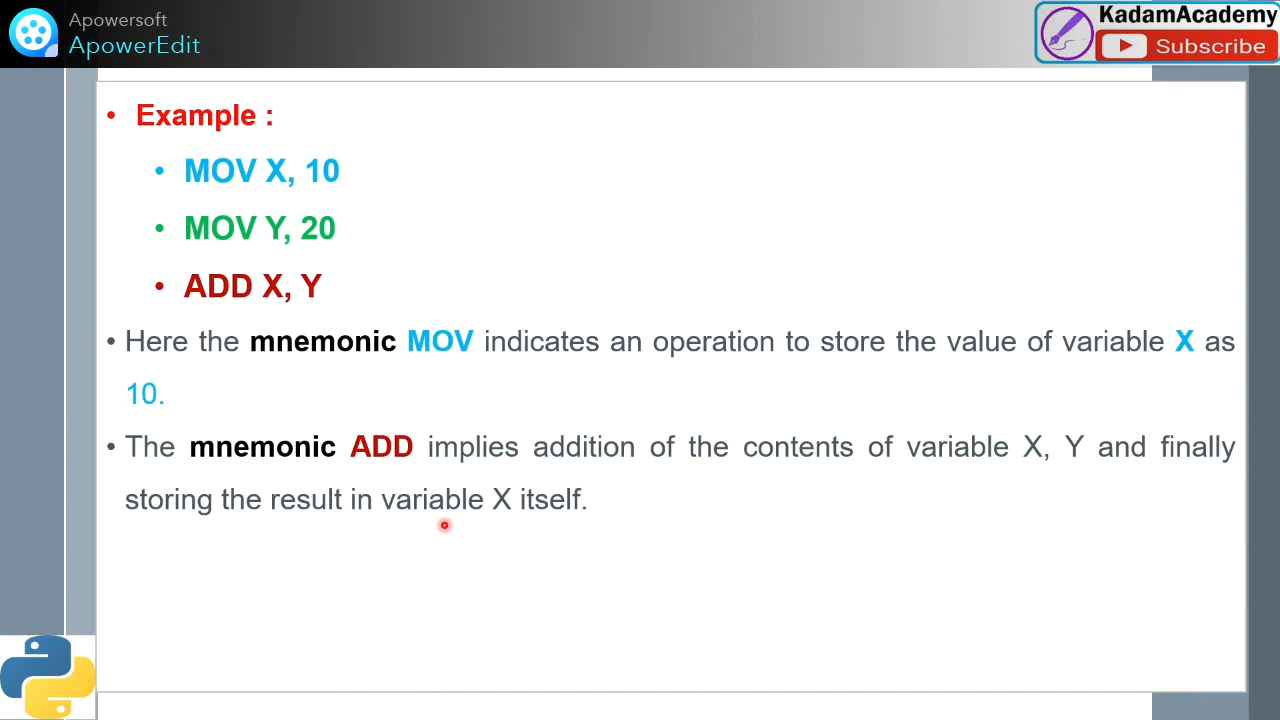 Apowersoft
ApowerEdit
KadamAcademy
Subscribe
• Example :
• MOV X, 10
• MOV Y, 20
• ADD X, Y
• Here the mnemonic MOV indicates an operation to store the value of variable X as
10.
• The mnemonic ADD implies addition of the contents of variable X, Y and finally
storing the result in variable X itself.